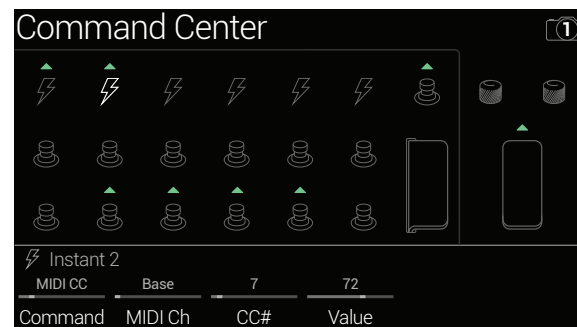 Command Center
1
Instant 2
MIDI CC Base 7 72
Command MIDI Ch CC# Value